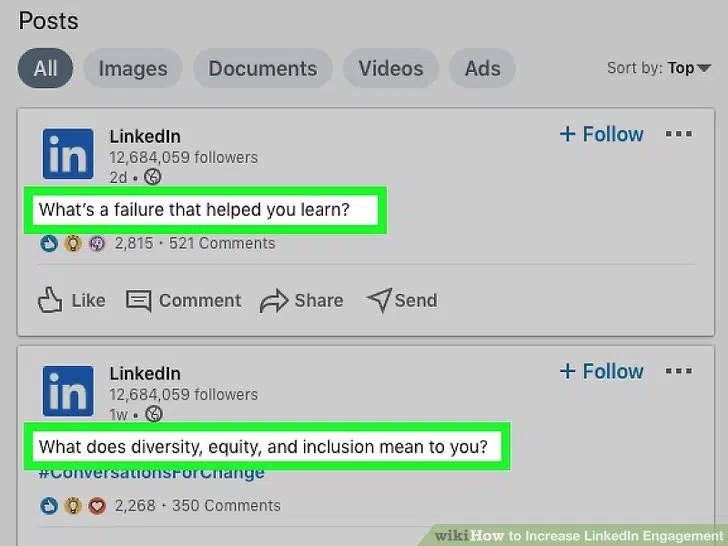 Posts
All Images Documents Videos Ads Sort by: Top
in LinkedIn + Follow
12,684,059 followers
2d •
What's a failure that helped you learn?
2,815 · 521 Comments
Like Comment Share Send
in LinkedIn + Follow
12,684,059 followers
1w •
What does diversity, equity, and inclusion mean to you?
#ConversationsForChange
2,268 · 350 Comments
wikiHow to Increase LinkedIn Engagement